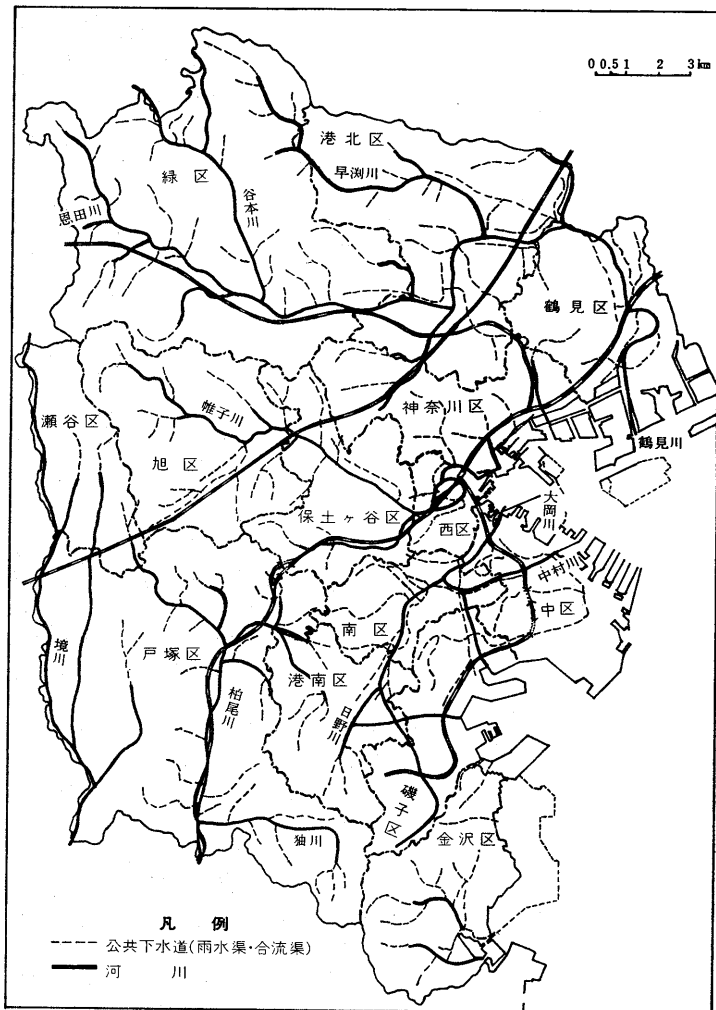 0 0.5 1 2 3 km
港北区
早渕川
緑区
谷本川
恩田川
鶴見区
瀬谷区
帷子川
神奈川区
旭区
鶴見川
大岡川
保土ヶ谷区
西区
中村川
中区
南区
境川
戸塚区
港南区
柏尾川
日野川
磯子区
金沢区
㹨川
凡例
公共下水道(雨水渠・合流渠)
河川